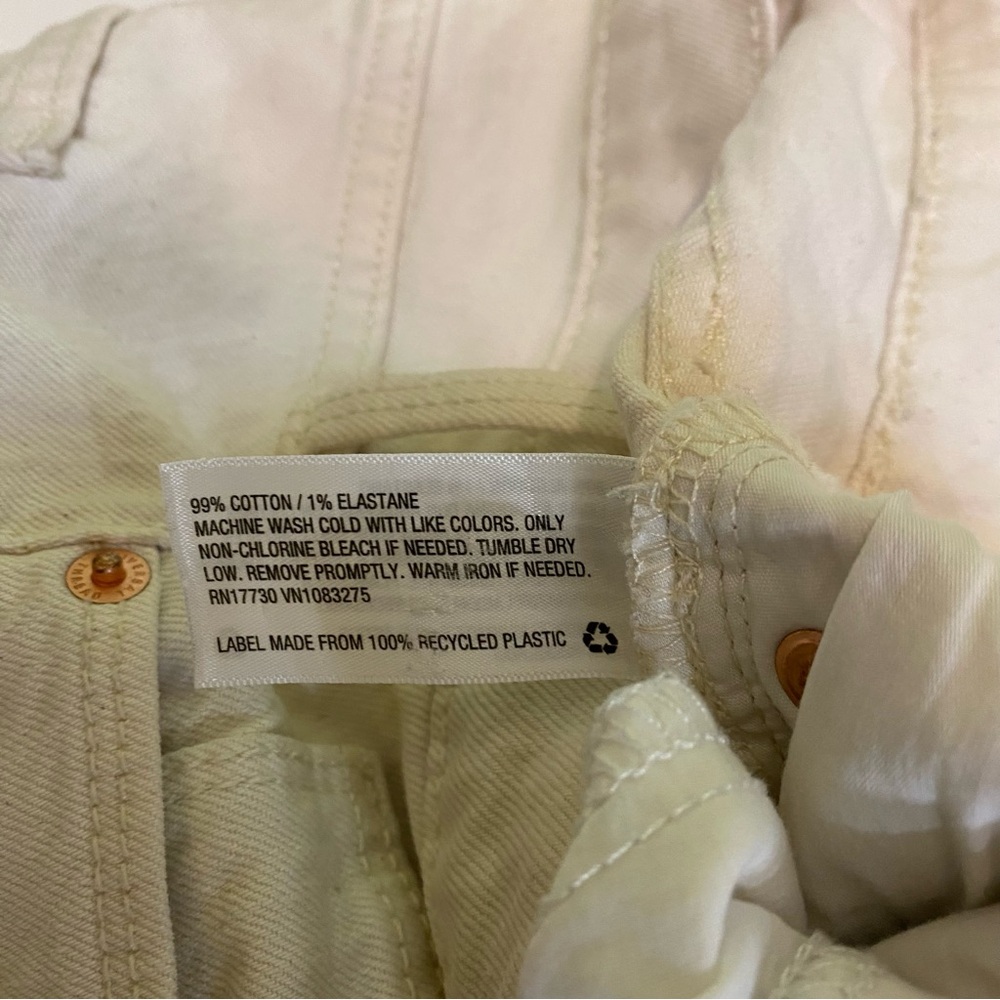 99% COTTON / 1% ELASTANE
MACHINE WASH COLD WITH LIKE COLORS. ONLY
NON-CHLORINE BLEACH IF NEEDED. TUMBLE DRY
LOW. REMOVE PROMPTLY. WARM IRON IF NEEDED.
RN17730 VN1083275
LABEL MADE FROM 100% RECYCLED PLASTIC